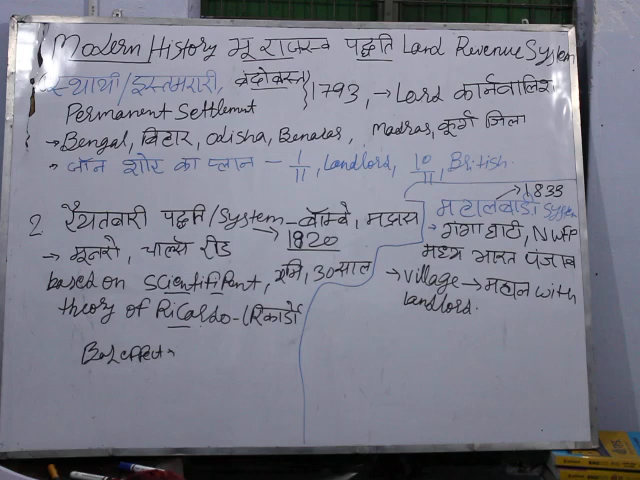 Modern History भू राजस्व पद्धति Land Revenue System
स्थायी/इस्तमरारी, बंदोबस्त 1793, → Lord कार्नवालिश
Permanent Settlement
→ Bengal, बिहार, Odisha, Benaras, Madras, कूर्ग जिला
→ जॉन शोर का प्लान - 1/11, Landlord, 10/11, British.
2 रैयतवारी पद्धति/System - बॉम्बे, मद्रास
→ 1820
→ मुनरो, चार्ल्स रीड
based on scientifi Rent, भूमि, 30 साल
theory of Ricardo - (रिकार्डो
Bad effect
→ 1833
महालवाडी System
→ गंगा घाटी, NWFP
मध्य भारत पंजाब
→ Village → महाल with
landlord.